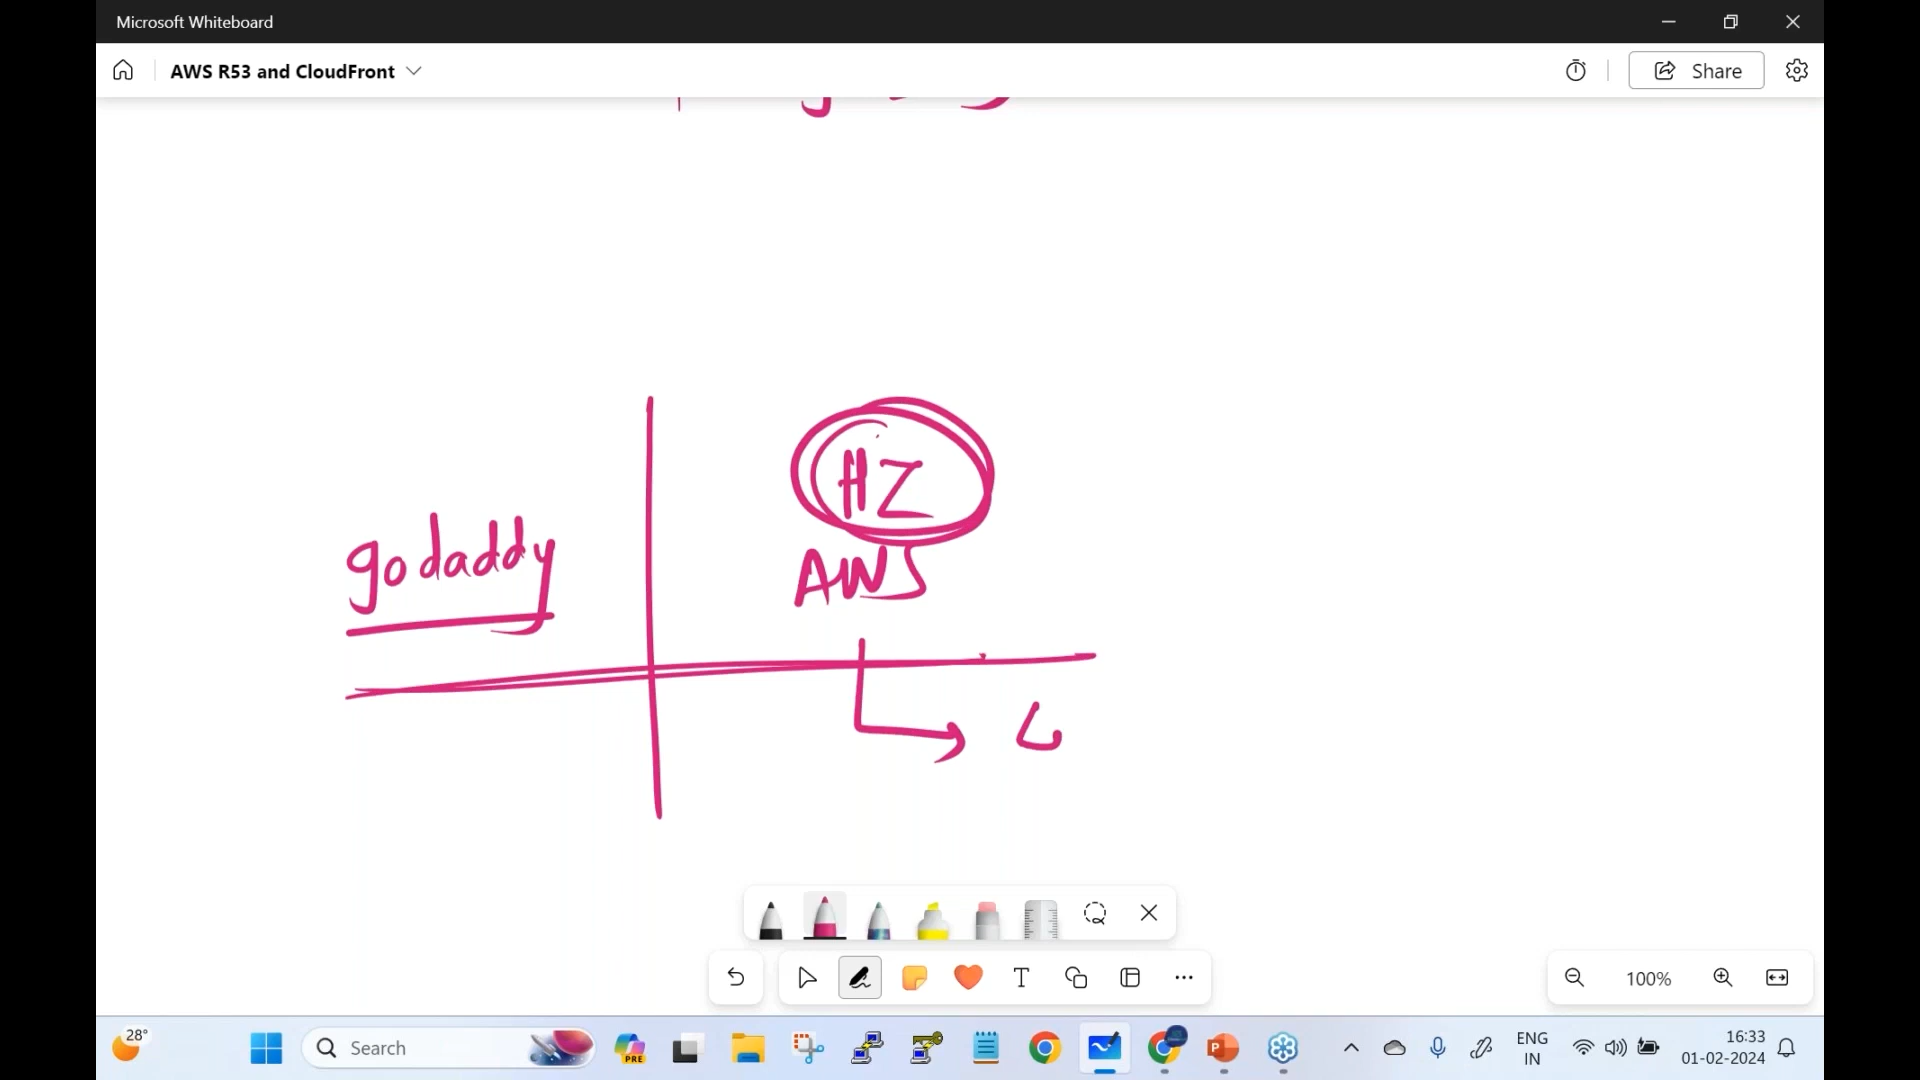 Microsoft Whiteboard
AWS R53 and CloudFront
Share
HZ
godaddy
AWS
100%
28°
Search
PRE
ENG
IN
16:33
01-02-2024